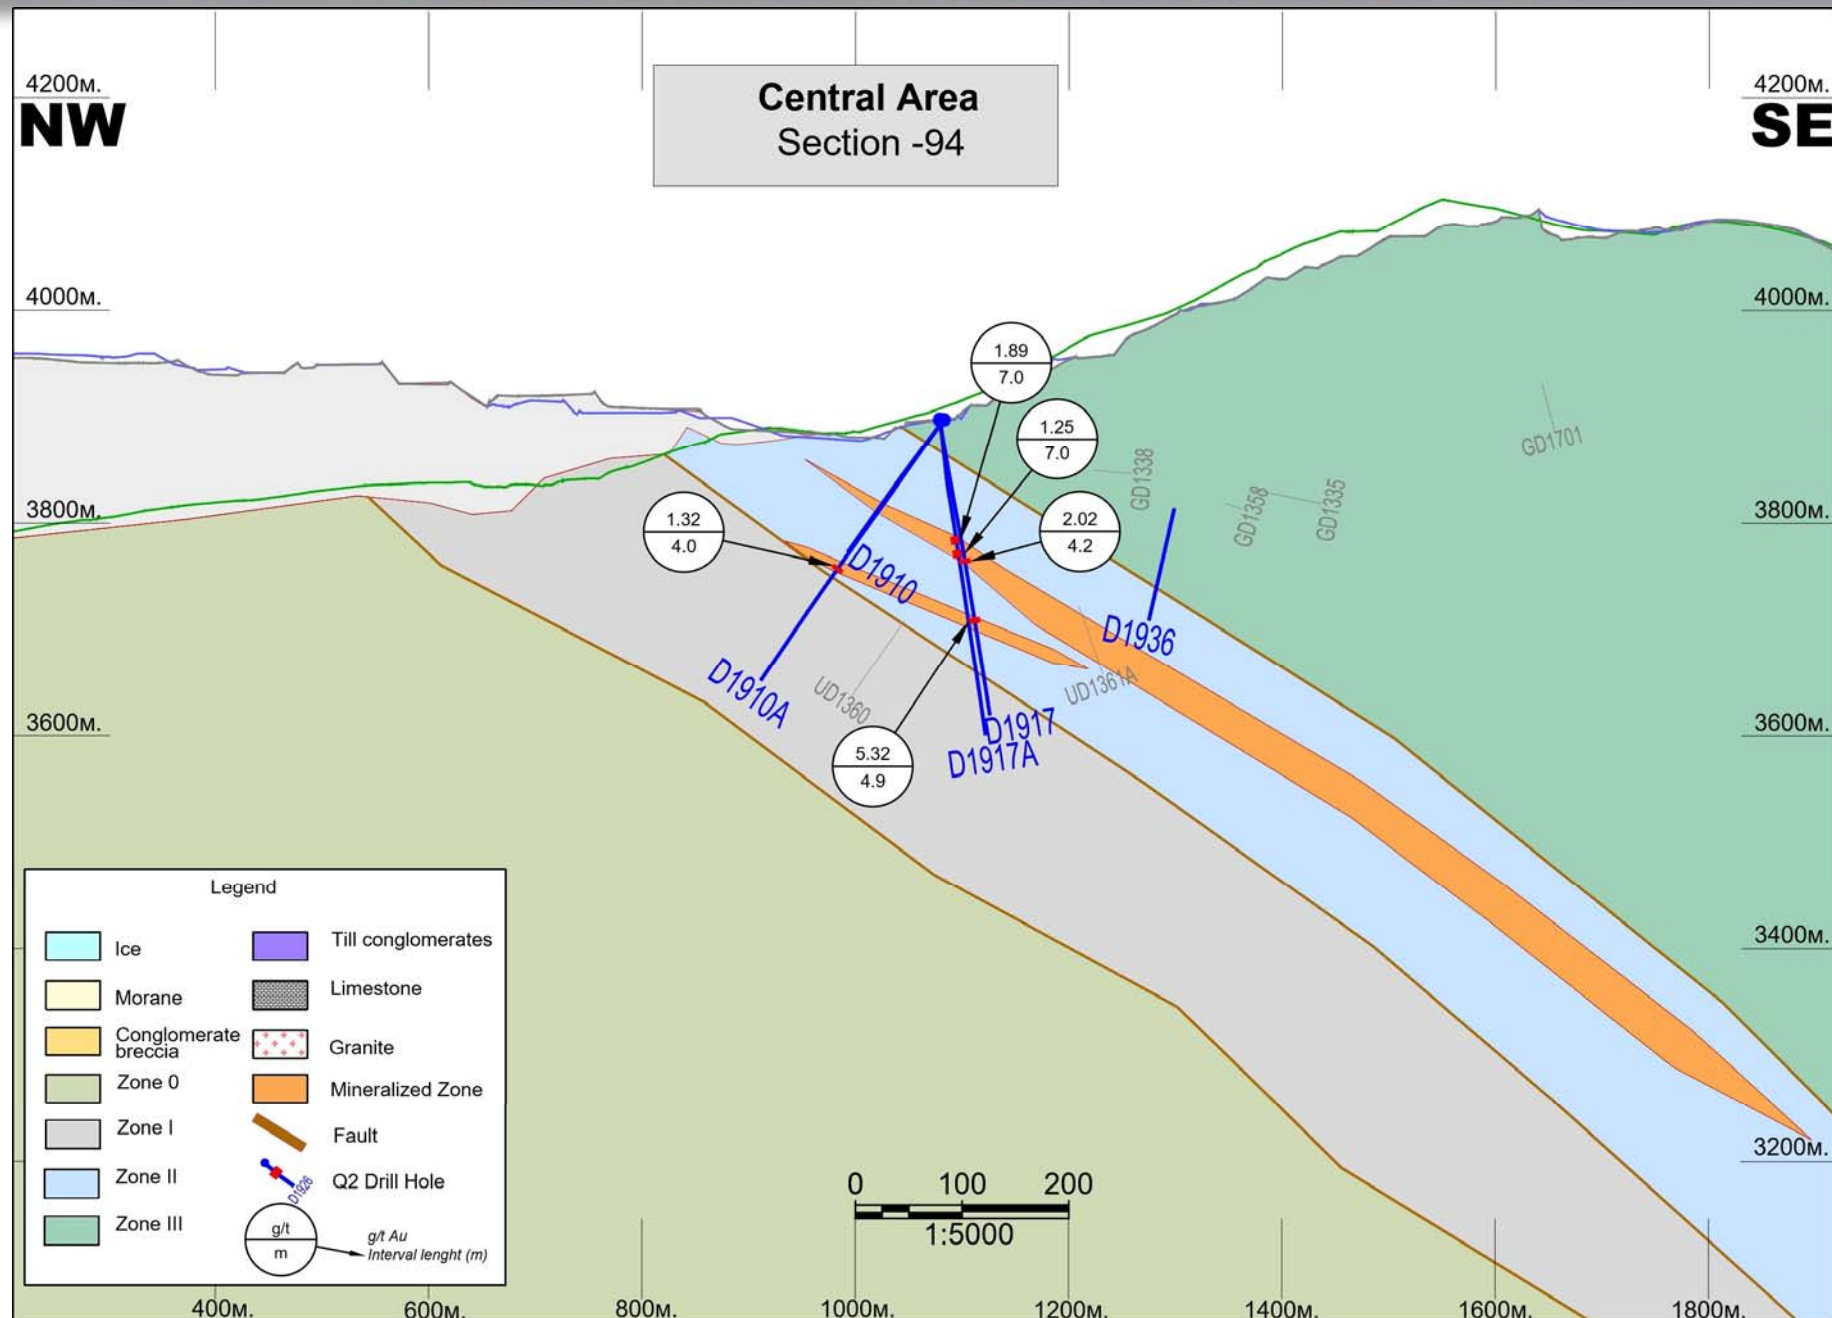 4200м.
4200м.
NW
Central Area
Section -94
SE
4000м.
4000м.
1.89
7.0
1.25
7.0
GD1701
GD1338
GD1358
GD1335
3800м.
3800м.
1.32
4.0
2.02
4.2
D1910
D1936
D1910A
UD1360
UD1361A
3600м.
3600м.
D1917
D1917A
5.32
4.9
Legend
Ice
Till conglomerates
Morane
Limestone
Conglomerate
breccia
Granite
Zone 0
Mineralized Zone
Zone I
Fault
Zone II
D1926
Q2 Drill Hole
Zone III
g/t
m
g/t Au
Interval lenght (m)
3400м.
3200м.
0 100 200
1:5000
400м. 600м. 800м. 1000м. 1200м. 1400м. 1600м. 1800м.